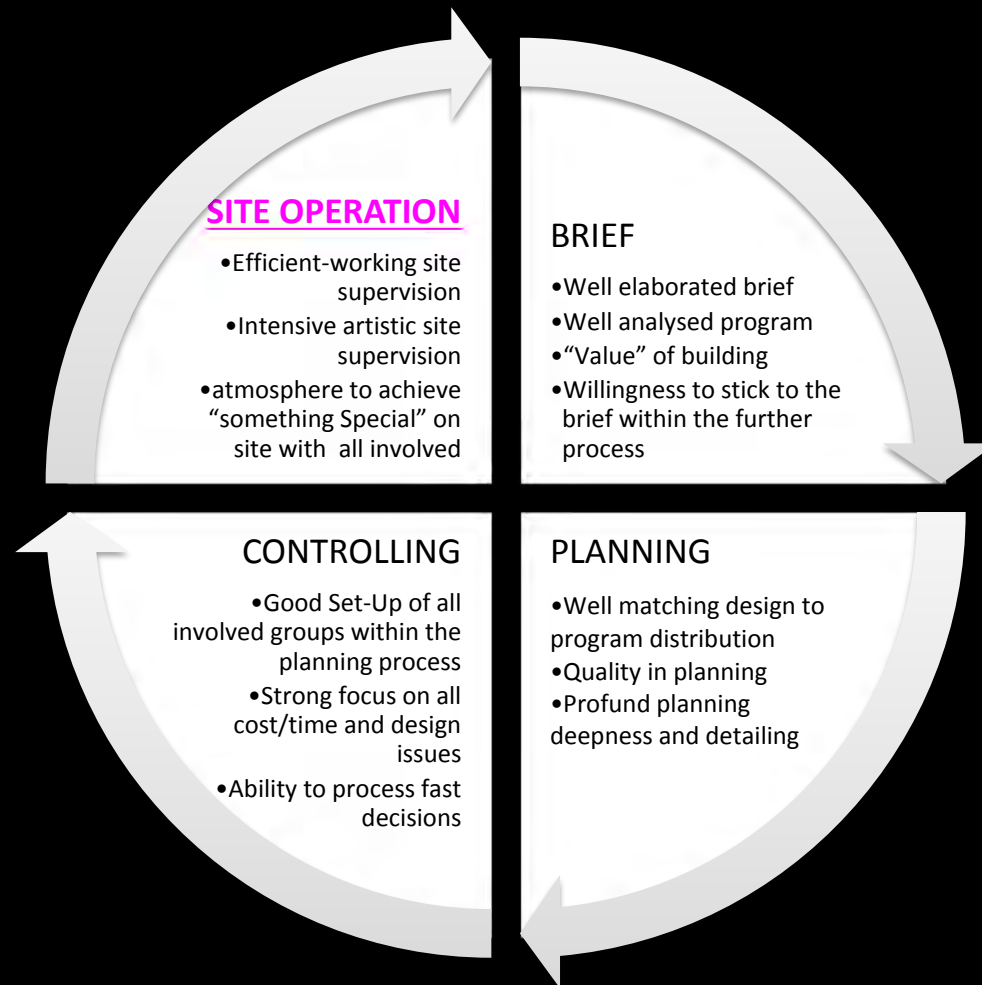 SITE OPERATION
•Efficient-working site
supervision
•Intensive artistic site
supervision
•atmosphere to achieve
“something Special” on
site with all involved
BRIEF
•Well elaborated brief
•Well analysed program
•“Value” of building
•Willingness to stick to the
brief within the further
process
CONTROLLING
•Good Set-Up of all
involved groups within the
planning process
•Strong focus on all
cost/time and design
issues
•Ability to process fast
decisions
PLANNING
•Well matching design to
program distribution
•Quality in planning
•Profund planning
deepness and detailing